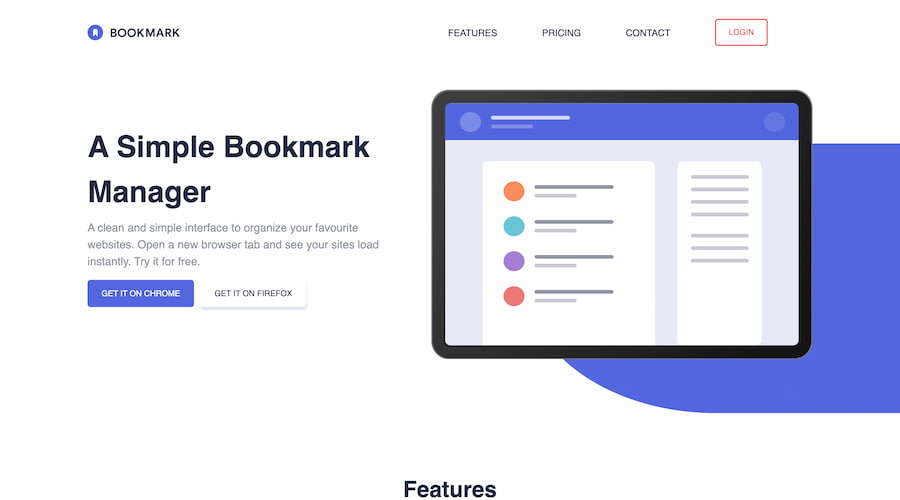 BOOKMARK
FEATURES
PRICING
CONTACT
LOGIN
A Simple Bookmark
Manager
A clean and simple interface to organize your favourite
websites. Open a new browser tab and see your sites load
instantly. Try it for free.
GET IT ON CHROME
GET IT ON FIREFOX
Features